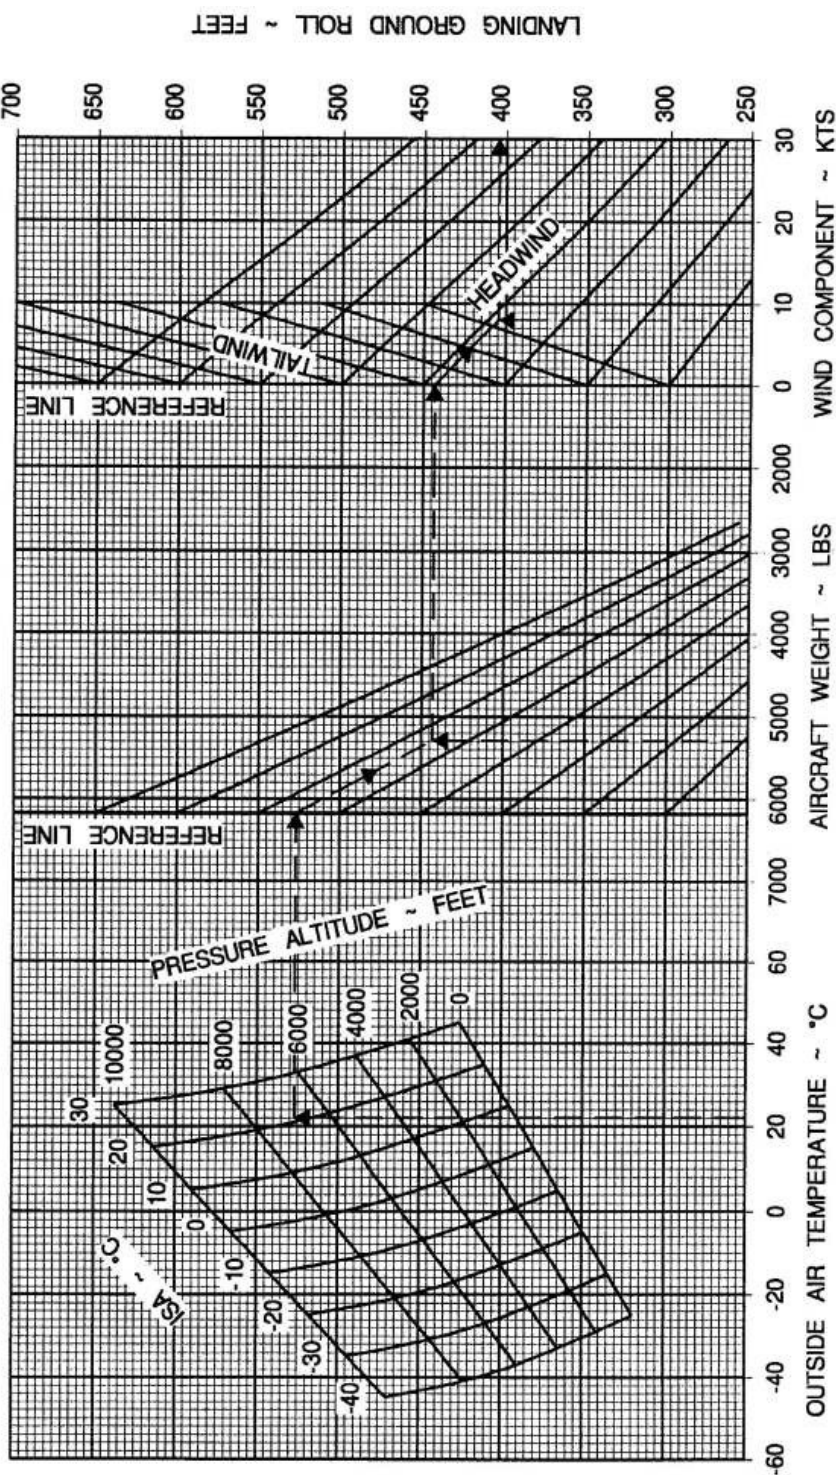 LANDING GROUND ROLL ~ FEET
700 650 600 550 500 450 400 350 300 250
REFERENCE LINE
REFERENCE LINE
TAILWIND
HEADWIND
PRESSURE ALTITUDE ~ FEET
10000
8000
6000
4000
2000
0
ISA ~ °C
30
20
10
0
-10
-20
-30
-40
-60 -40 -20 0 20 40 60
OUTSIDE AIR TEMPERATURE ~ °C
7000 6000 5000 4000 3000 2000
AIRCRAFT WEIGHT ~ LBS
0 10 20 30
WIND COMPONENT ~ KTS